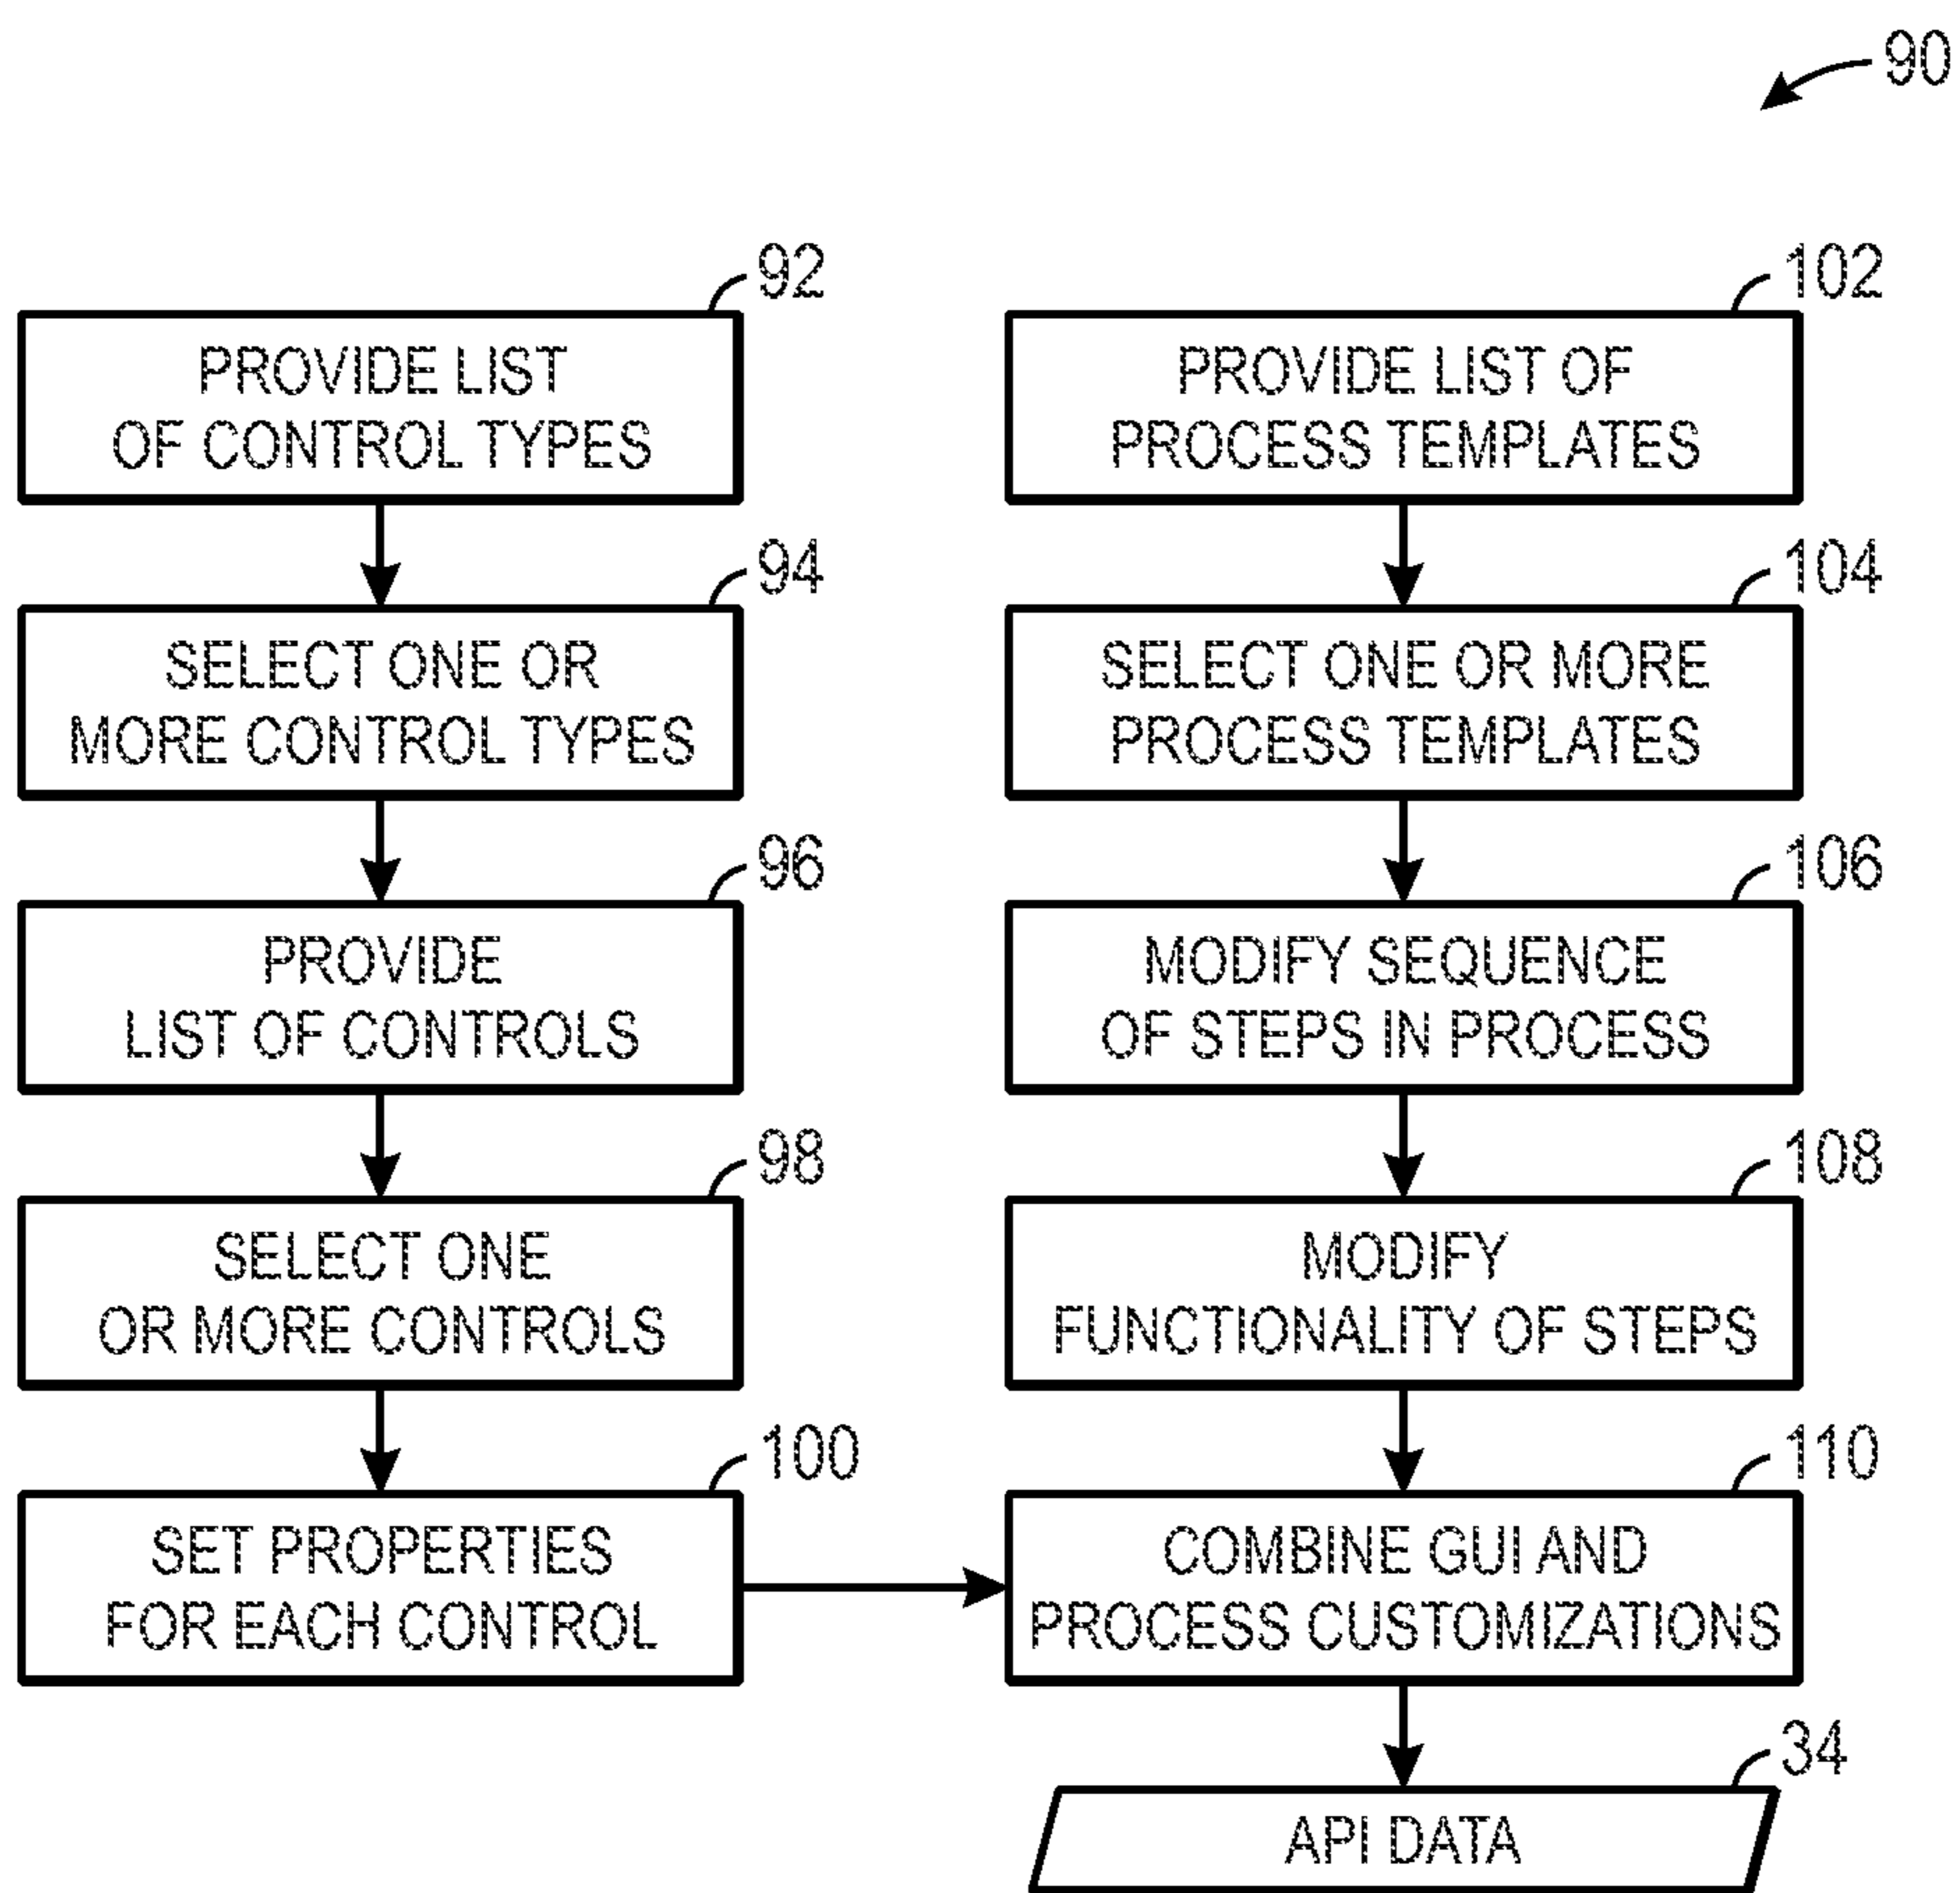 90
92
PROVIDE LIST
OF CONTROL TYPES
94
SELECT ONE OR
MORE CONTROL TYPES
96
PROVIDE
LIST OF CONTROLS
98
SELECT ONE
OR MORE CONTROLS
100
SET PROPERTIES
FOR EACH CONTROL
102
PROVIDE LIST OF
PROCESS TEMPLATES
104
SELECT ONE OR MORE
PROCESS TEMPLATES
106
MODIFY SEQUENCE
OF STEPS IN PROCESS
108
MODIFY
FUNCTIONALITY OF STEPS
110
COMBINE GUI AND
PROCESS CUSTOMIZATIONS
34
API DATA